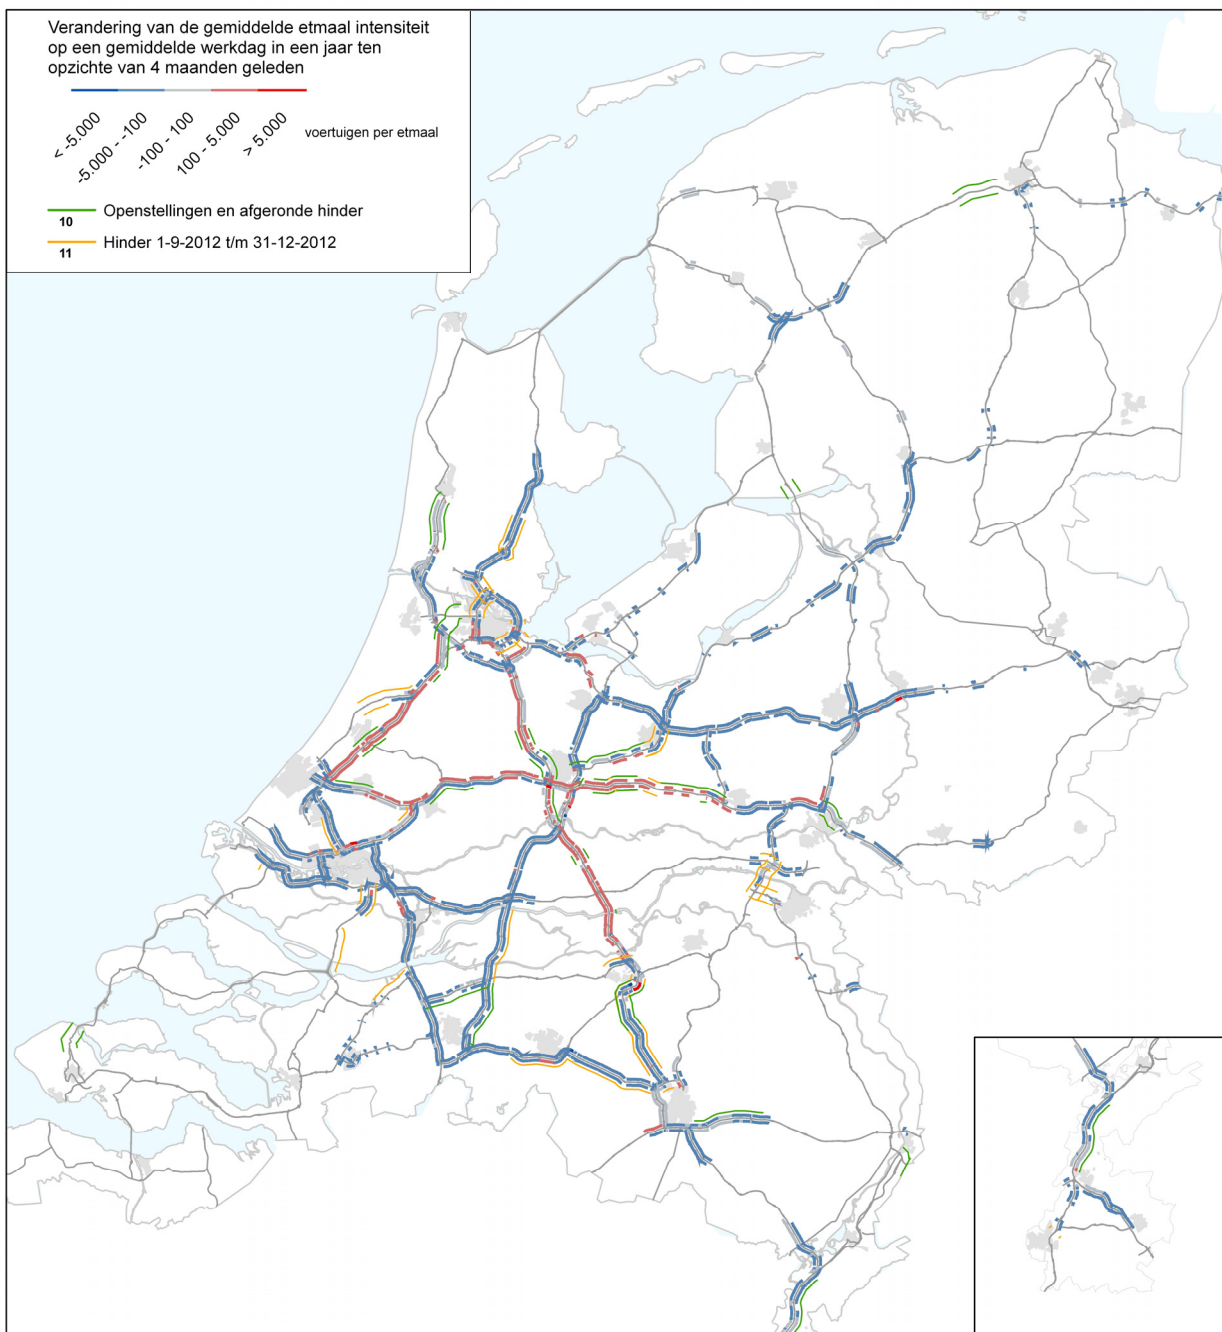 Verandering van de gemiddelde etmaal intensiteit
op een gemiddelde werkdag in een jaar ten
opzichte van 4 maanden geleden
< -5.000
-5.000 - -100
-100 - 100
100 - 5.000
> 5.000
voertuigen per etmaal
Openstellingen en afgeronde hinder
10
Hinder 1-9-2012 t/m 31-12-2012
11